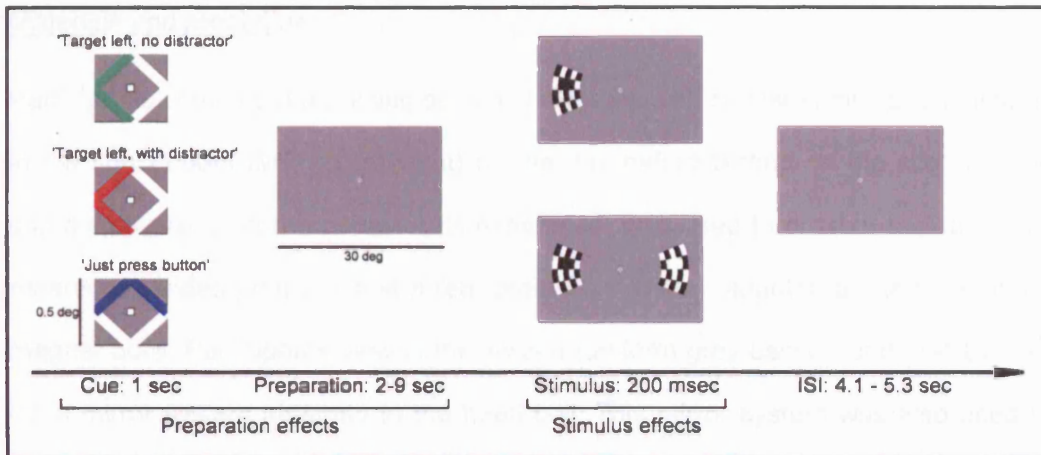 'Target left, no distractor'
'Target left, with distractor'
30 deg
'Just press button'
0.5 deg
Cue: 1 sec Preparation: 2-9 sec Stimulus: 200 msec ISI: 4.1 - 5.3 sec
Preparation effects Stimulus effects